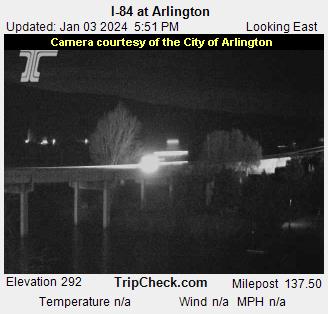 I-84 at Arlington
Updated: Jan 03 2024 5:51 PM Looking East
Camera courtesy of the City of Arlington
Elevation 292 TripCheck.com Milepost 137.50
Temperature n/a Wind n/a MPH n/a